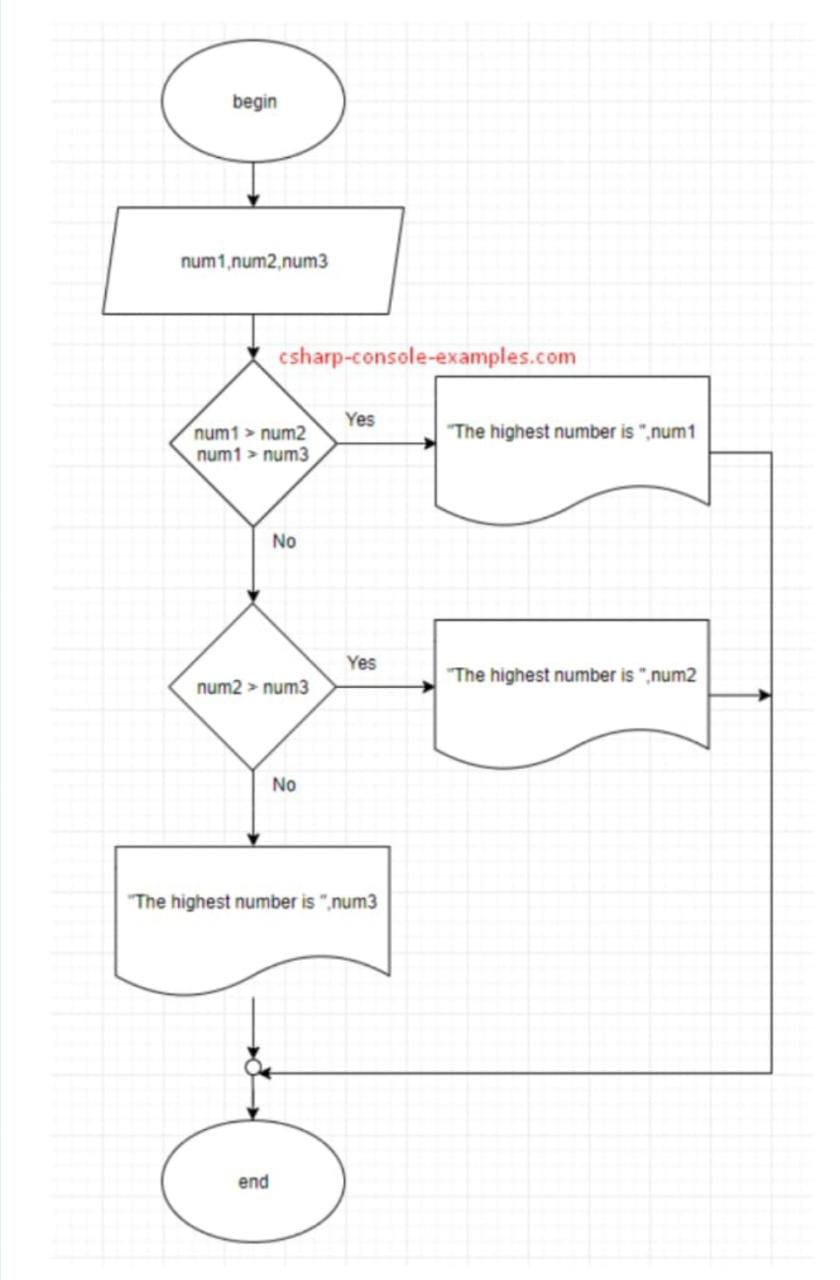 begin
num1,num2,num3
csharp-console-examples.com
num1 > num2
num1 > num3
Yes
"The highest number is ",num1
No
num2 > num3
Yes
"The highest number is ",num2
No
"The highest number is ",num3
end